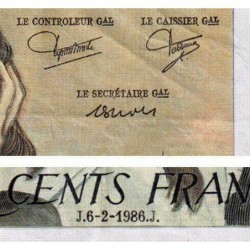 LE CONTROLEUR GAL LE CAISSIER GAL
LE SECRÉTAIRE GAL
CENTS FRAN
J.6-2-1986.J.